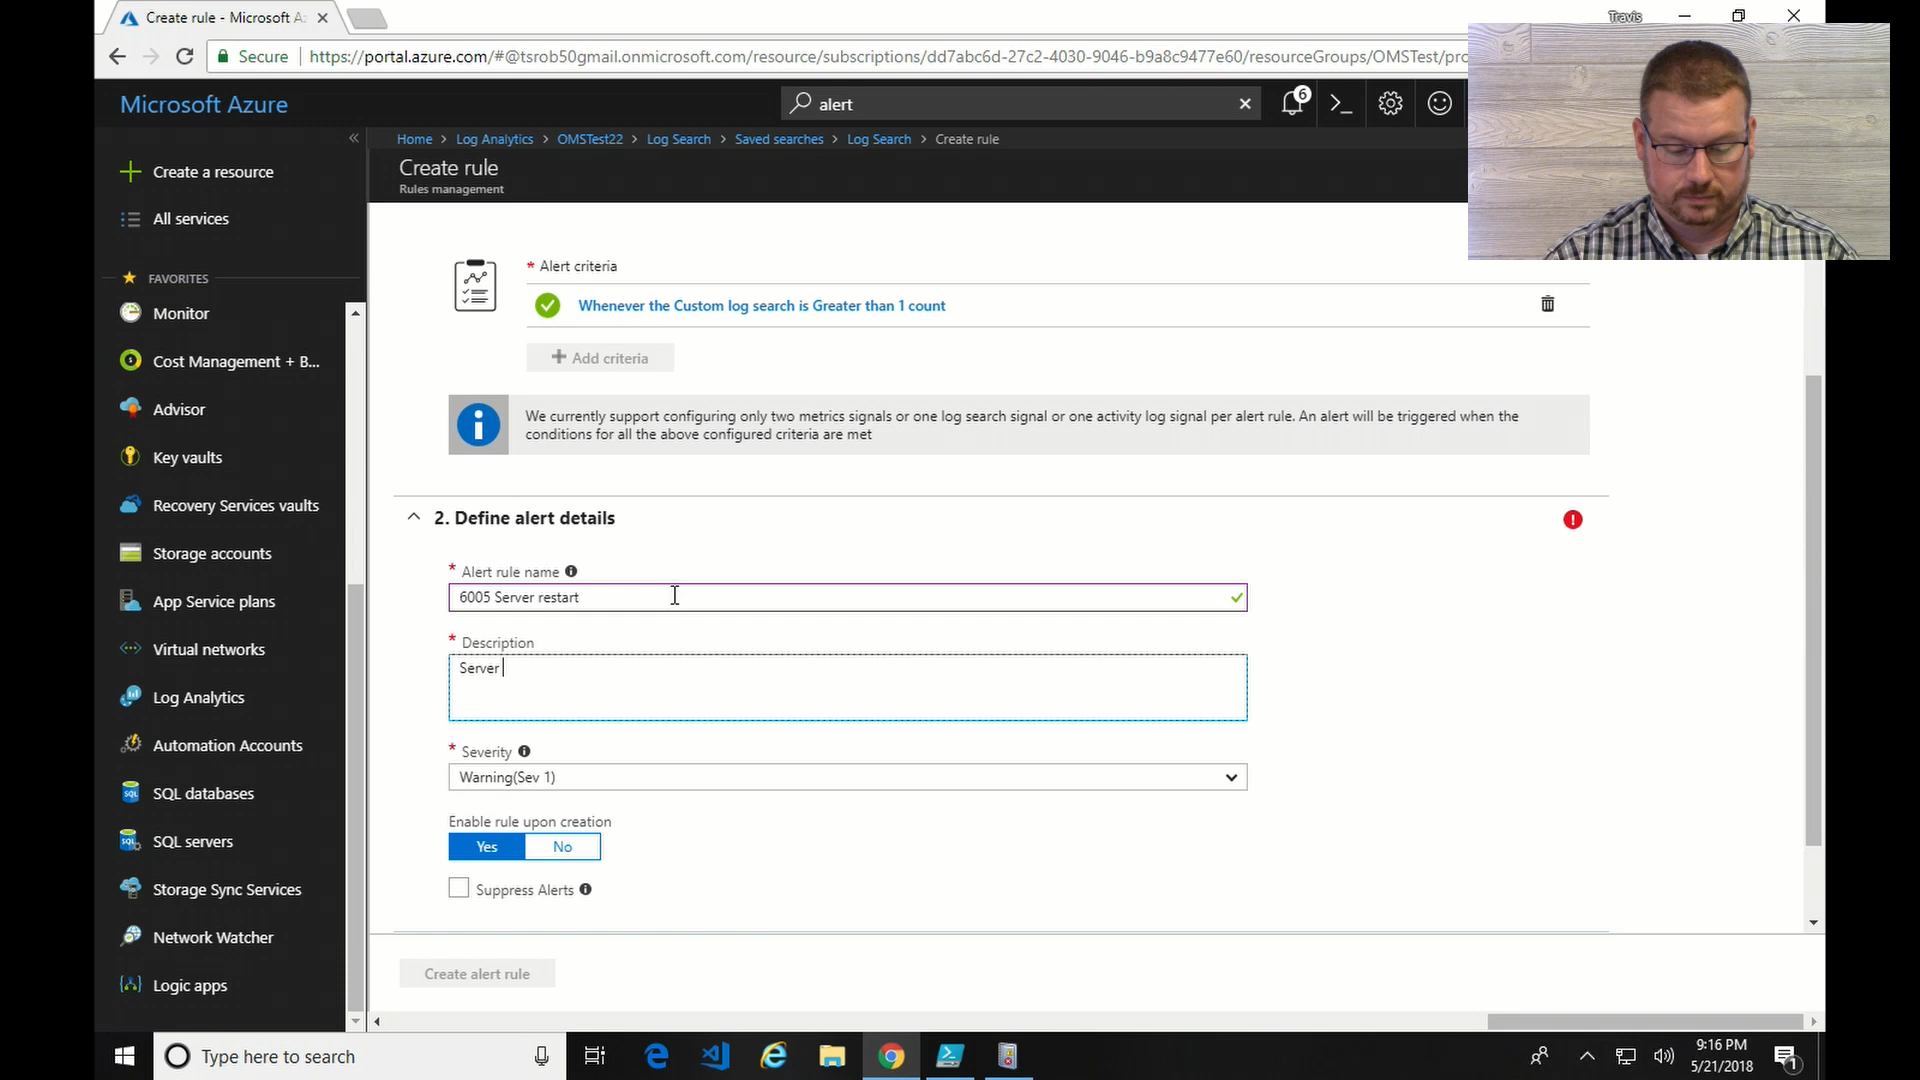 Create rule - Microsoft A
Travis
Secure
https://portal.azure.com/#@tsrob50gmail.onmicrosoft.com/resource/subscriptions/dd7abc6d-27c2-4030-9046-b9a8c9477e60/resourceGroups/OMSTest/pro
Microsoft Azure
alert
6
Home > Log Analytics > OMSTest22 > Log Search > Saved searches > Log Search > Create rule
Create rule
Rules management
Create a resource
All services
FAVORITES
Monitor
Cost Management + B...
Advisor
Key vaults
Recovery Services vaults
Storage accounts
App Service plans
Virtual networks
Log Analytics
Automation Accounts
SQL databases
SQL servers
Storage Sync Services
Network Watcher
Logic apps
* Alert criteria
Whenever the Custom log search is Greater than 1 count
+ Add criteria
We currently support configuring only two metrics signals or one log search signal or one activity log signal per alert rule. An alert will be triggered when the
conditions for all the above configured criteria are met
2. Define alert details
* Alert rule name
6005 Server restart
* Description
Server
* Severity
Warning(Sev 1)
Enable rule upon creation
Yes No
Suppress Alerts
Create alert rule
Type here to search
9:16 PM
5/21/2018
1